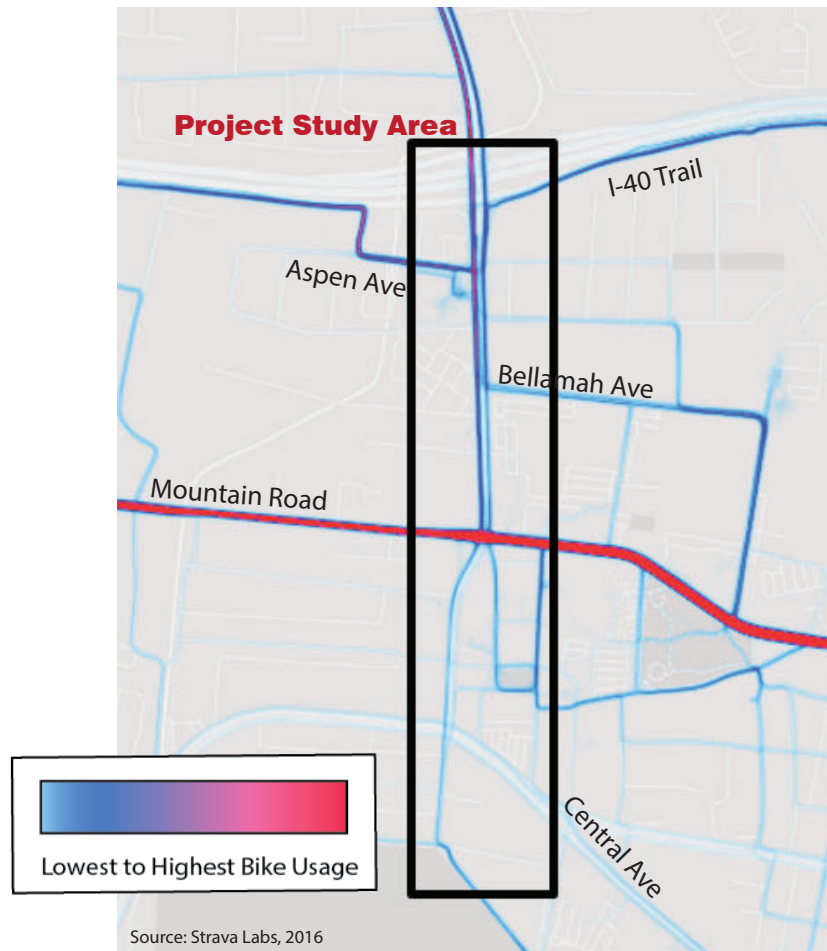 Project Study Area
I-40 Trail
Aspen Ave
Bellamah Ave
Mountain Road
Central Ave
Lowest to Highest Bike Usage
Source: Strava Labs, 2016